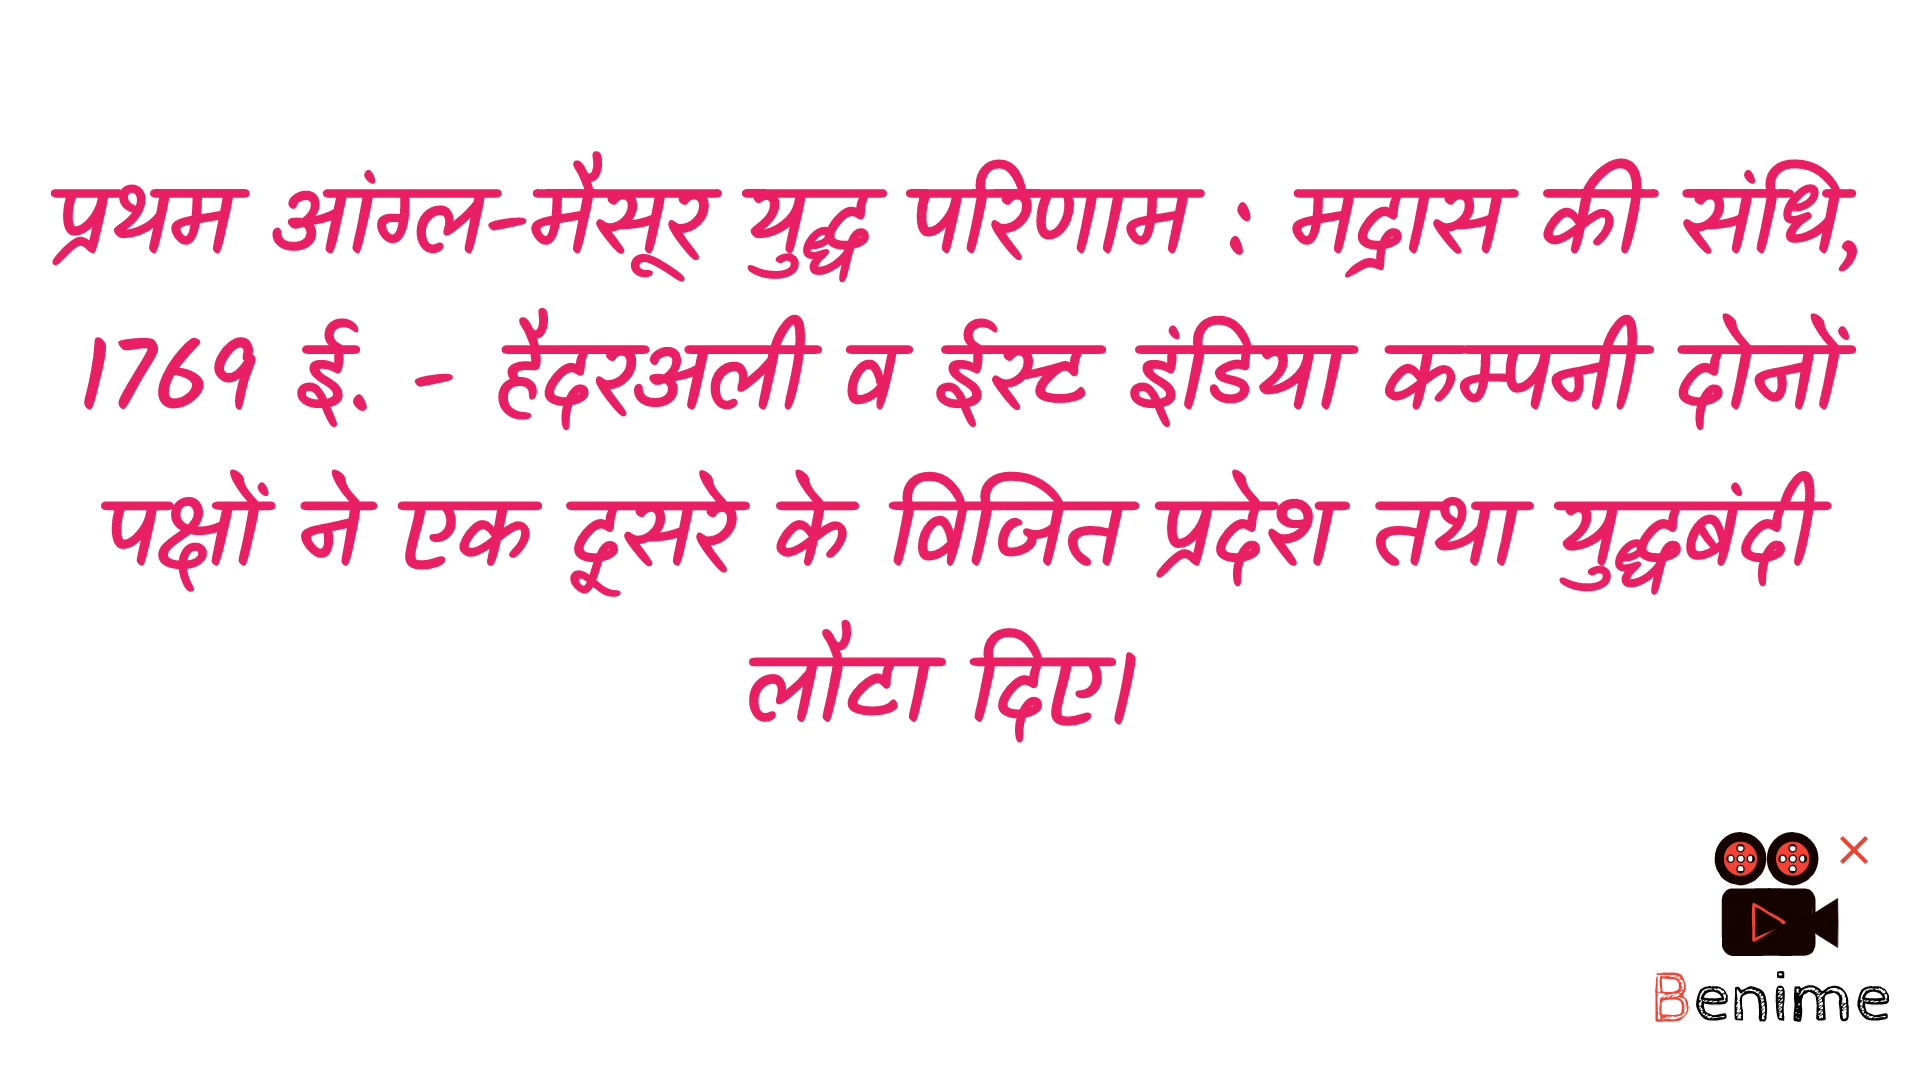 प्रथम आंग्ल-मैसूर युद्ध परिणाम : मद्रास की संधि,
1769 ई. - हैदरअली व ईस्ट इंडिया कम्पनी दोनों
पक्षों ने एक दूसरे के विजित प्रदेश तथा युद्धबंदी
लौटा दिए।
Benime